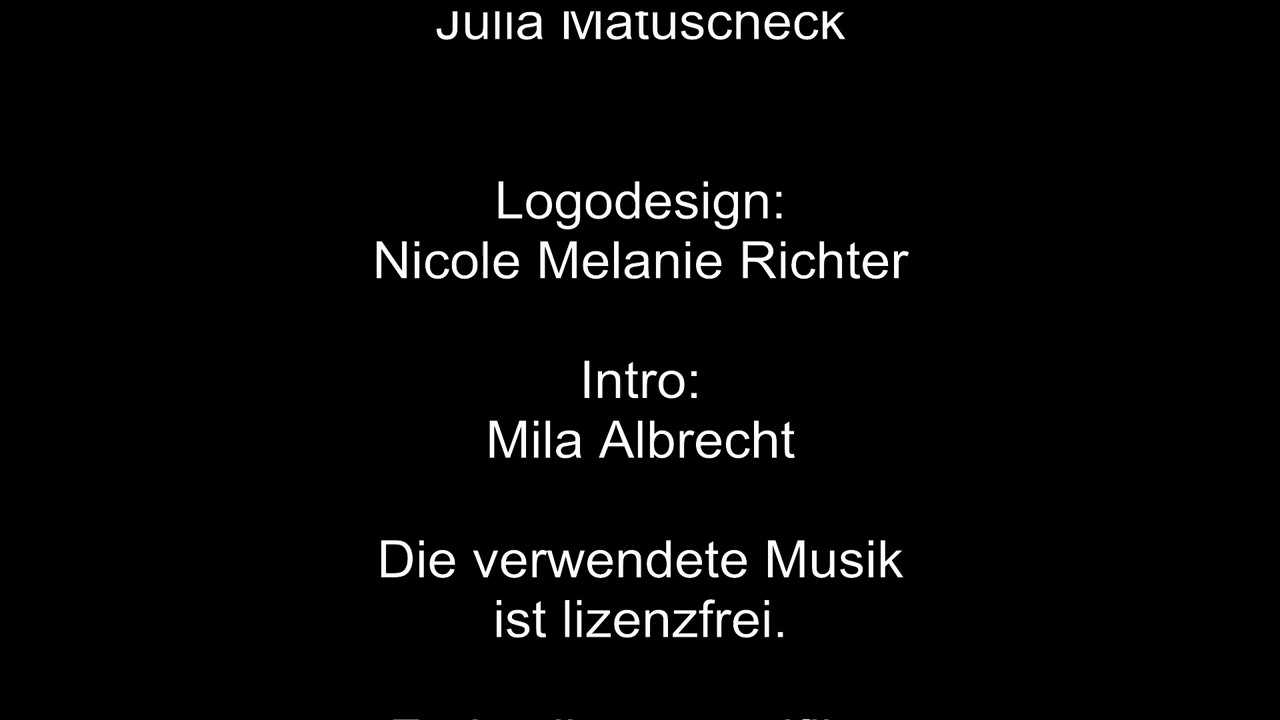 Julia Matuscheck
Logodesign:
Nicole Melanie Richter
Intro:
Mila Albrecht
Die verwendete Musik
ist lizenzfrei.